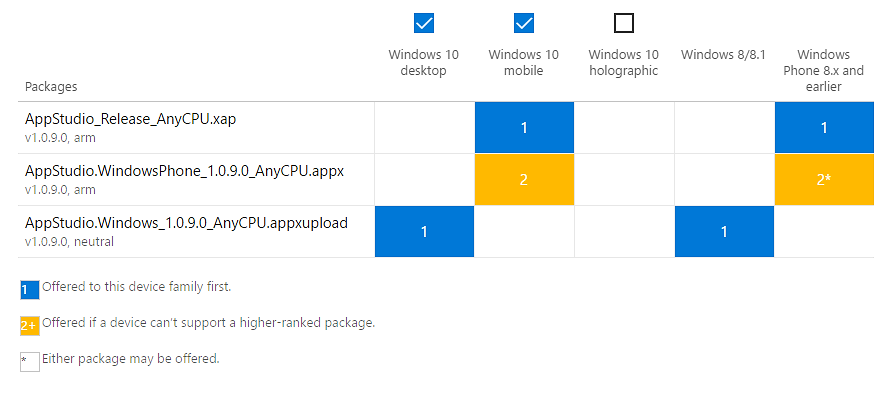 Windows 10 desktop
Windows 10 mobile
Windows 10 holographic
Windows 8/8.1
Windows Phone 8.x and earlier
Packages
AppStudio_Release_AnyCPU.xap
v1.0.9.0, arm
1
1
AppStudio.WindowsPhone_1.0.9.0_AnyCPU.appx
v1.0.9.0, arm
2
2*
AppStudio.Windows_1.0.9.0_AnyCPU.appxupload
v1.0.9.0, neutral
1
1
1 Offered to this device family first.
2+ Offered if a device can't support a higher-ranked package.
* Either package may be offered.